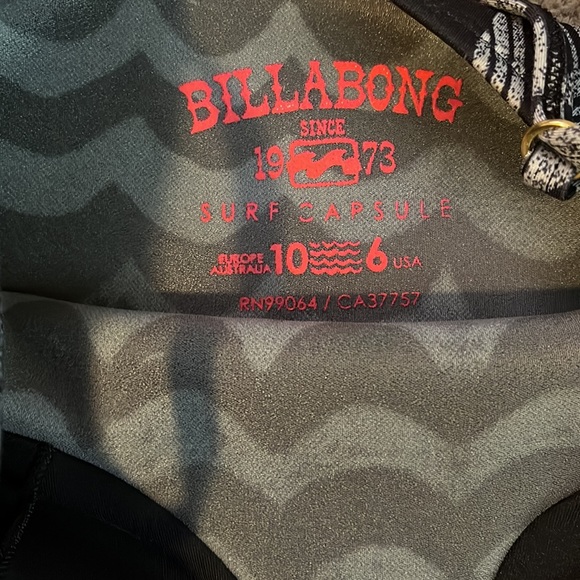 BILLABONG
SINCE
19 73
SURF CAPSULE
EUROPE
AUSTRALIA 10 6 USA
RN99064 / CA37757